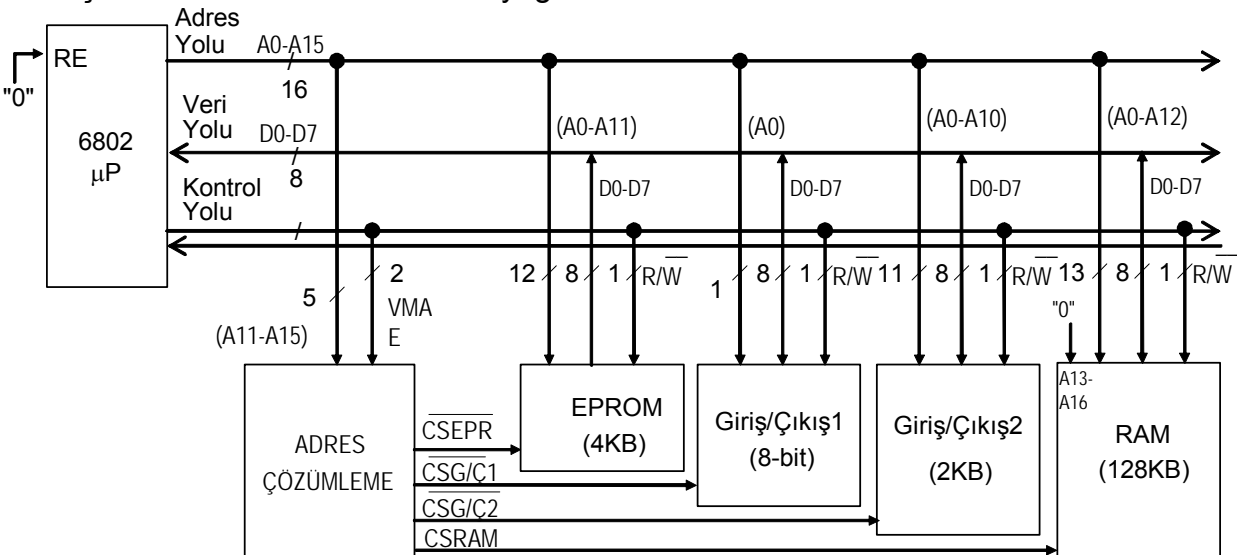 Adres
Yolu
A0-A15
16
RE
"0"
6802
µP
Veri
Yolu
D0-D7
8
Kontrol
Yolu
(A0-A11)
(A0)
(A0-A10)
(A0-A12)
D0-D7
D0-D7
D0-D7
D0-D7
5
2
VMA
E
(A11-A15)
12
8
1
R/W̅
1
8
1
R/W̅
11
8
1
R/W̅
13
8
1
R/W̅
"0"
ADRES
ÇÖZÜMLEME
CSEPR
CSG/Ç1
CSG/Ç2
CSRAM
EPROM
(4KB)
Giriş/Çıkış1
(8-bit)
Giriş/Çıkış2
(2KB)
A13-
A16
RAM
(128KB)